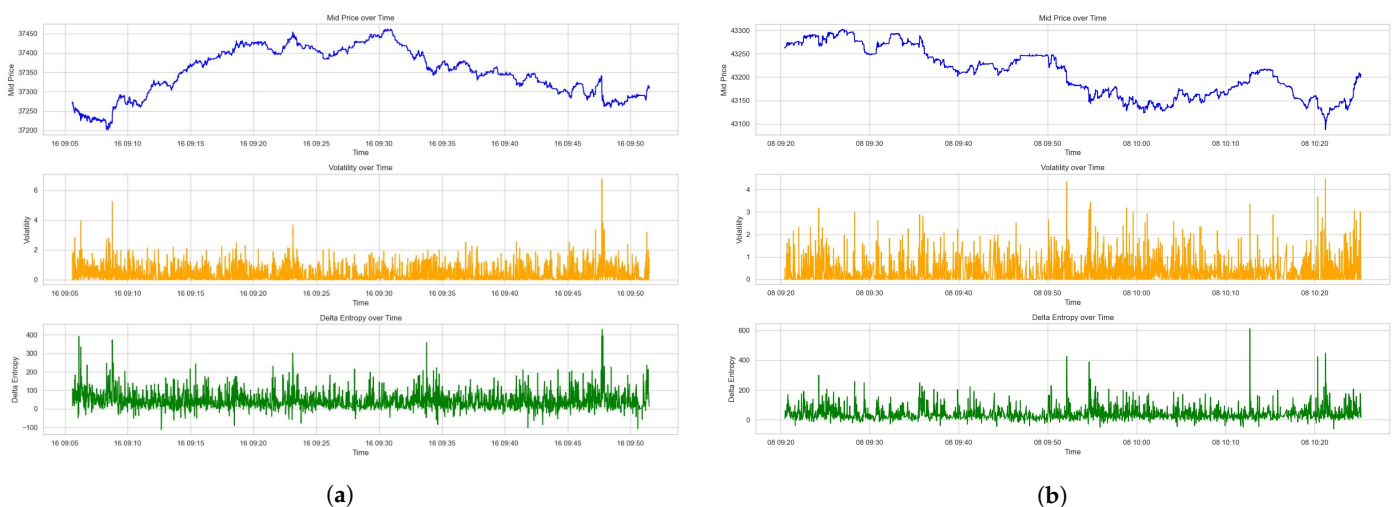 Mid Price over Time
Mid Price
37450
37400
37350
37300
37250
37200
16 09:05 16 09:10 16 09:15 16 09:20 16 09:25 16 09:30 16 09:35 16 09:40 16 09:45 16 09:50
Time
Volatility over Time
Volatility
6
4
2
0
16 09:05 16 09:10 16 09:15 16 09:20 16 09:25 16 09:30 16 09:35 16 09:40 16 09:45 16 09:50
Time
Delta Entropy over Time
Delta Entropy
400
300
200
100
0
−100
16 09:05 16 09:10 16 09:15 16 09:20 16 09:25 16 09:30 16 09:35 16 09:40 16 09:45 16 09:50
Time
(a)
Mid Price over Time
Mid Price
43300
43250
43200
43150
43100
08 09:20 08 09:30 08 09:40 08 09:50 08 10:00 08 10:10 08 10:20
Time
Volatility over Time
Volatility
4
3
2
1
0
08 09:20 08 09:30 08 09:40 08 09:50 08 10:00 08 10:10 08 10:20
Time
Delta Entropy over Time
Delta Entropy
600
400
200
0
08 09:20 08 09:30 08 09:40 08 09:50 08 10:00 08 10:10 08 10:20
Time
(b)